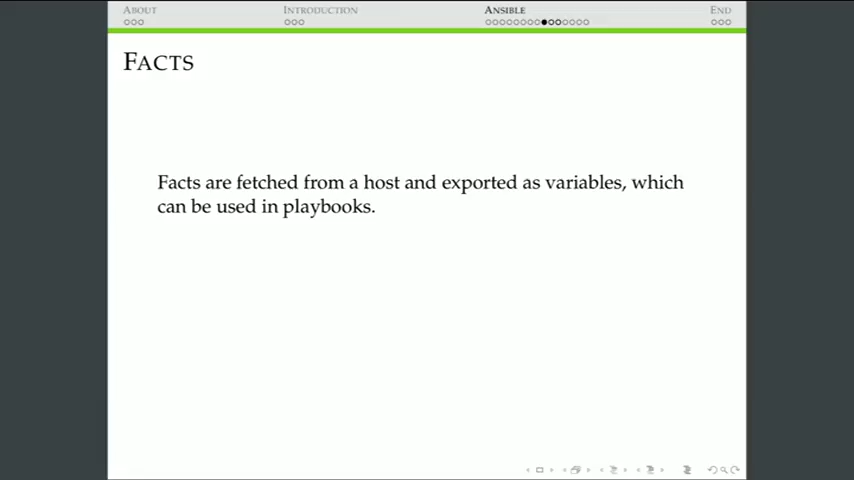 ABOUT INTRODUCTION ANSIBLE END
FACTS
Facts are fetched from a host and exported as variables, which
can be used in playbooks.